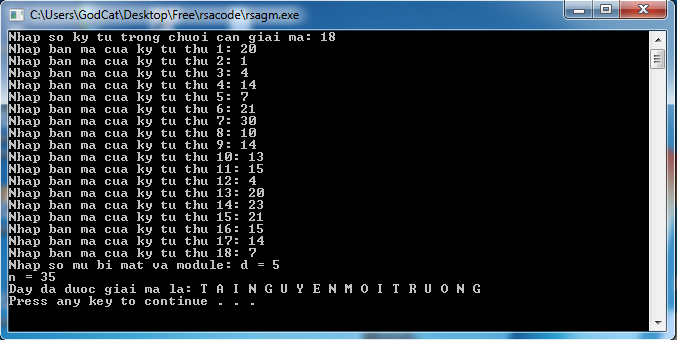 C:\Users\GodCat\Desktop\Free\rsacode\rsagm.exe
Nhap so ky tu trong chuoi can giai ma: 18
Nhap ban ma cua ky tu thu 1: 20
Nhap ban ma cua ky tu thu 2: 1
Nhap ban ma cua ky tu thu 3: 4
Nhap ban ma cua ky tu thu 4: 14
Nhap ban ma cua ky tu thu 5: 7
Nhap ban ma cua ky tu thu 6: 21
Nhap ban ma cua ky tu thu 7: 30
Nhap ban ma cua ky tu thu 8: 10
Nhap ban ma cua ky tu thu 9: 14
Nhap ban ma cua ky tu thu 10: 13
Nhap ban ma cua ky tu thu 11: 15
Nhap ban ma cua ky tu thu 12: 4
Nhap ban ma cua ky tu thu 13: 20
Nhap ban ma cua ky tu thu 14: 23
Nhap ban ma cua ky tu thu 15: 21
Nhap ban ma cua ky tu thu 16: 15
Nhap ban ma cua ky tu thu 17: 14
Nhap ban ma cua ky tu thu 18: 7
Nhap so mu bi mat va module: d = 5
n = 35
Day da duoc giai ma la: T A I N G U Y E N M O I T R U O N G
Press any key to continue . . .